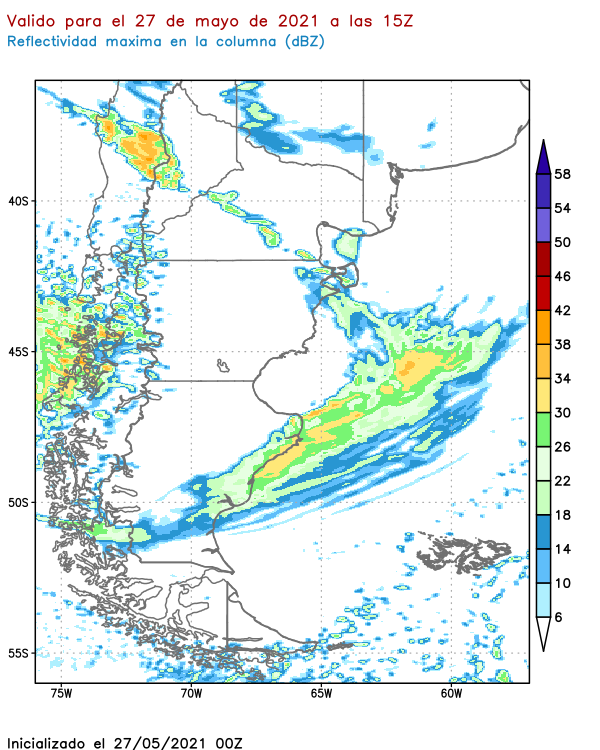 Valido para el 27 de mayo de 2021 a las 15Z
Reflectividad maxima en la columna (dBZ)
58
54
50
46
42
38
34
30
26
22
18
14
10
6
40S
45S
50S
55S
75W
70W
65W
60W
Inicializado el 27/05/2021 00Z